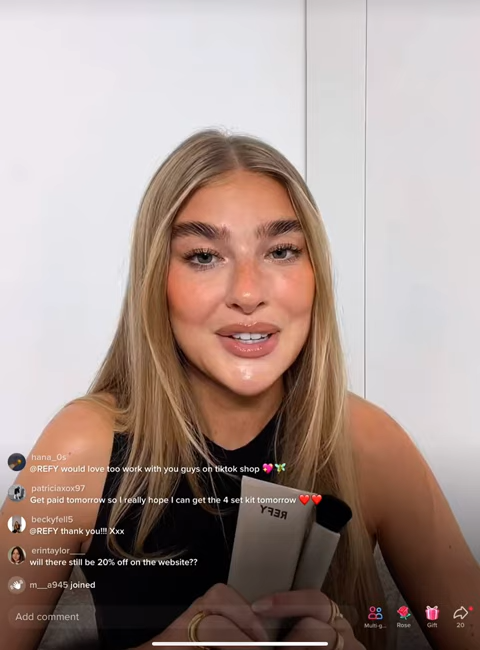 REFY
hana_0s
@REFY would love too work with you guys on tiktok shop 💖🦋
patriciaxox97
Get paid tomorrow so I really hope I can get the 4 set kit tomorrow ❤️❤️
beckyfell5
@REFY thank you!!! Xxx
erintaylor___
will there still be 20% off on the website??
m__a945 joined
Add comment
Multi-g...
Rose
Gift
20